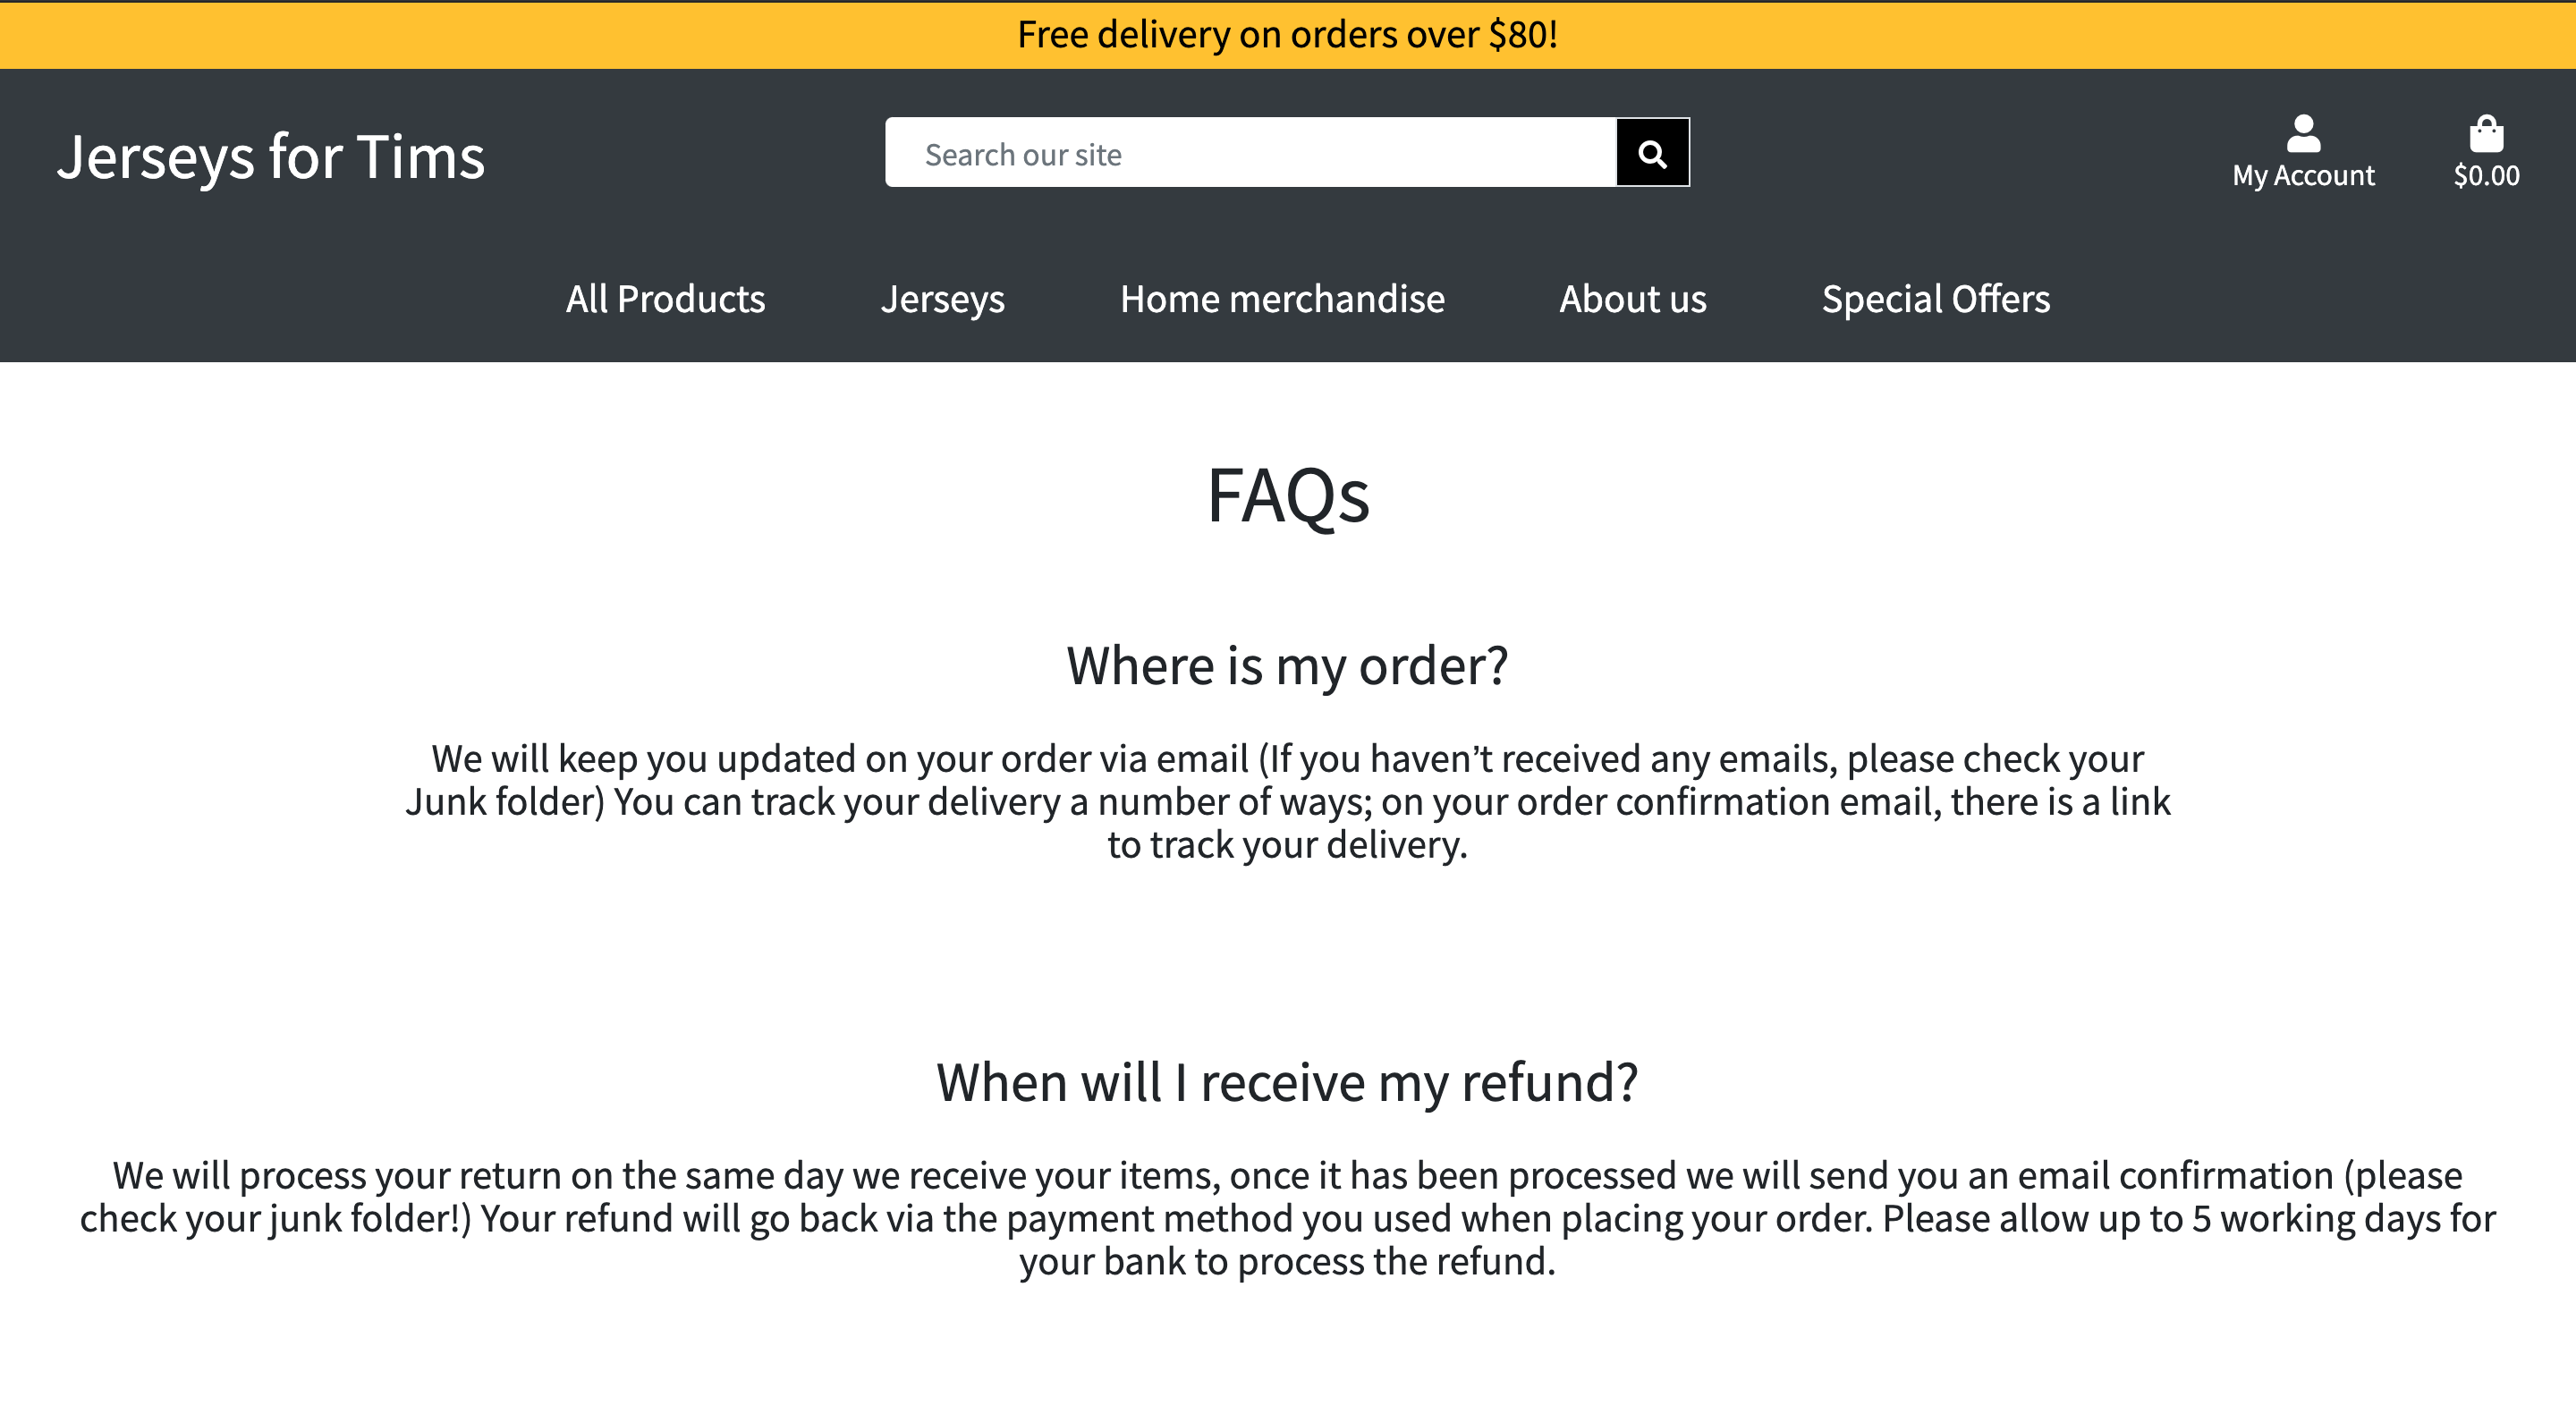 Free delivery on orders over $80!
Jerseys for Tims
Search our site
My Account
$0.00
All Products
Jerseys
Home merchandise
About us
Special Offers
FAQs
Where is my order?
We will keep you updated on your order via email (If you haven’t received any emails, please check your
Junk folder) You can track your delivery a number of ways; on your order confirmation email, there is a link
to track your delivery.
When will I receive my refund?
We will process your return on the same day we receive your items, once it has been processed we will send you an email confirmation (please
check your junk folder!) Your refund will go back via the payment method you used when placing your order. Please allow up to 5 working days for
your bank to process the refund.